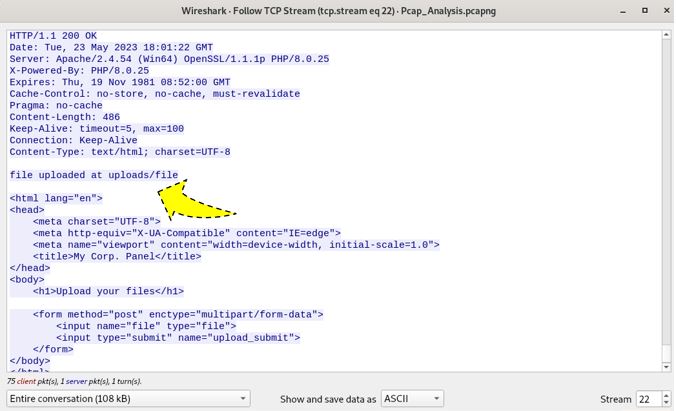 Wireshark · Follow TCP Stream (tcp.stream eq 22) · Pcap_Analysis.pcapng
HTTP/1.1 200 OK
Date: Tue, 23 May 2023 18:01:22 GMT
Server: Apache/2.4.54 (Win64) OpenSSL/1.1.1p PHP/8.0.25
X-Powered-By: PHP/8.0.25
Expires: Thu, 19 Nov 1981 08:52:00 GMT
Cache-Control: no-store, no-cache, must-revalidate
Pragma: no-cache
Content-Length: 486
Keep-Alive: timeout=5, max=100
Connection: Keep-Alive
Content-Type: text/html; charset=UTF-8
file uploaded at uploads/file
<html lang="en">
<head>
<meta charset="UTF-8">
<meta http-equiv="X-UA-Compatible" content="IE=edge">
<meta name="viewport" content="width=device-width, initial-scale=1.0">
<title>My Corp. Panel</title>
</head>
<body>
<h1>Upload your files</h1>
<form method="post" enctype="multipart/form-data">
<input name="file" type="file">
<input type="submit" name="upload_submit">
</form>
</body>
</html>
75 client pkt(s), 1 server pkt(s), 1 turn(s).
Entire conversation (108 kB) Show and save data as ASCII Stream 22